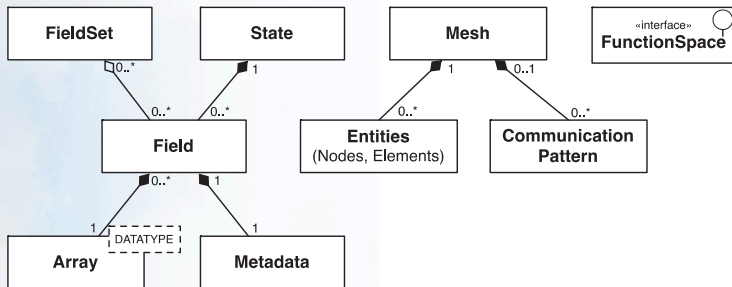 FieldSet
State
Mesh
«interface»
FunctionSpace
0..*
1
1
0..1
0..*
0..*
0..*
0..*
Field
Entities
(Nodes, Elements)
Communication
Pattern
0..*
1
1
1
DATATYPE
Array
Metadata